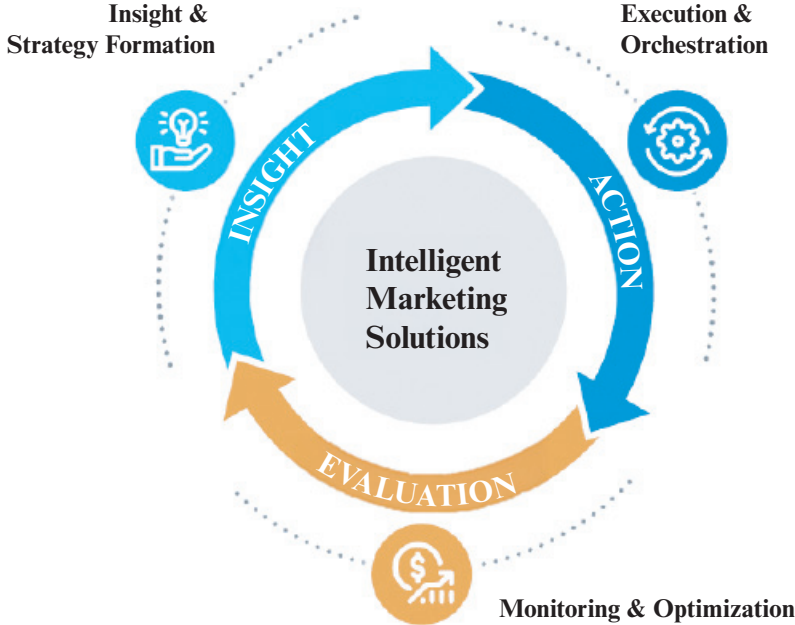 Insight &
Strategy Formation
Execution &
Orchestration
INSIGHT
ACTION
Intelligent
Marketing
Solutions
EVALUATION
$
Monitoring & Optimization